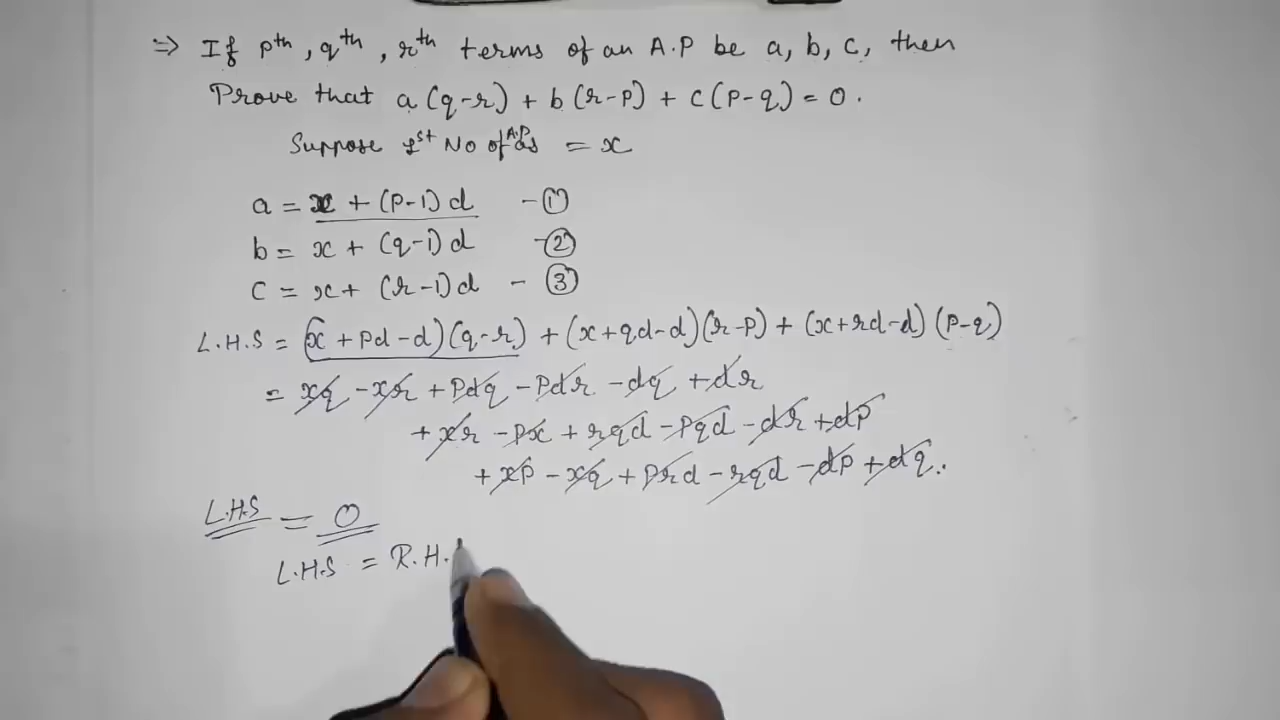 ⇒ If pth, qth, rth terms of an A.P be a, b, c, then
Prove that a(q-r) + b(r-p) + c(p-q) = 0.
Suppose 1st No of A.P = x
a = x + (p-1)d -①
b = x + (q-1)d -②
c = x + (r-1)d -③
L.H.S = (x + pd - d)(q-r) + (x+qd-d)(r-p) + (x+rd-d)(p-q)
= xq - xr + pdq - pdr - dq + dr
+ xr - px + rqd - pqd - dr + dp
+ xp - xq + prd - rqd - dp + dq.
L.H.S = 0
L.H.S = R.H.